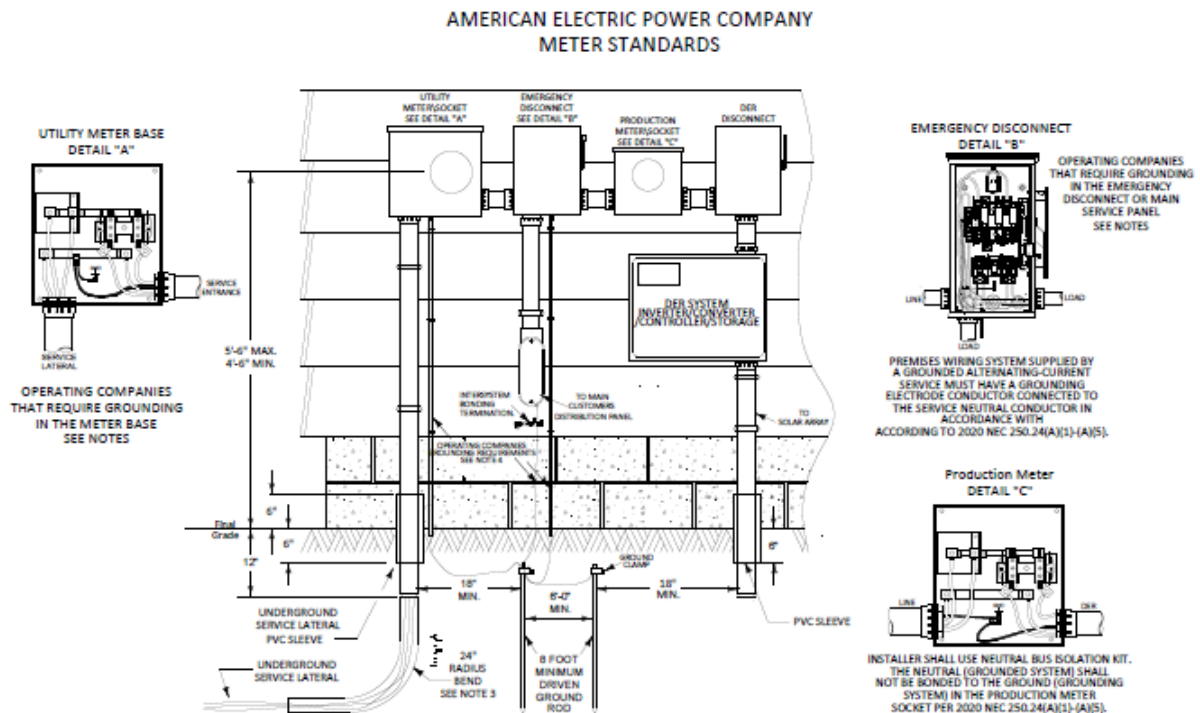 AMERICAN ELECTRIC POWER COMPANY
METER STANDARDS
UTILITY METER BASE
DETAIL "A"
SERVICE
ENTRANCE
SERVICE
LATERAL
OPERATING COMPANIES
THAT REQUIRE GROUNDING
IN THE METER BASE
SEE NOTES
UTILITY
METER\SOCKET
SEE DETAIL "A"
EMERGENCY
DISCONNECT
SEE DETAIL "B"
PRODUCTION
METER\SOCKET
SEE DETAIL "C"
DER
DISCONNECT
5'-6" MAX.
4'-6" MIN.
DER SYSTEM
INVERTER/CONVERTER
/CONTROLLER/STORAGE
INTERSYSTEM
BONDING
TERMINATION
TO MAIN
CUSTOMERS
DISTRIBUTION PANEL
TO
SOLAR ARRAY
OPERATING COMPANIES
GROUNDING REQUIREMENTS
SEE NOTE 4
6"
Final
Grade
6"
12"
6"
GROUND
CLAMP
18"
MIN.
6'-0"
MIN.
18"
MIN.
UNDERGROUND
SERVICE LATERAL
PVC SLEEVE
PVC SLEEVE
UNDERGROUND
SERVICE LATERAL
24"
RADIUS
BEND
SEE NOTE 3
8 FOOT
MINIMUM
DRIVEN
GROUND
ROD
EMERGENCY DISCONNECT
DETAIL "B"
OPERATING COMPANIES
THAT REQUIRE GROUNDING
IN THE EMERGENCY
DISCONNECT OR MAIN
SERVICE PANEL
SEE NOTES
LINE
LOAD
LOAD
PREMISES WIRING SYSTEM SUPPLIED BY
A GROUNDED ALTERNATING-CURRENT
SERVICE MUST HAVE A GROUNDING
ELECTRODE CONDUCTOR CONNECTED TO
THE SERVICE NEUTRAL CONDUCTOR IN
ACCORDANCE WITH
ACCORDING TO 2020 NEC 250.24(A)(1)-(A)(5).
Production Meter
DETAIL "C"
LINE
DER
INSTALLER SHALL USE NEUTRAL BUS ISOLATION KIT.
THE NEUTRAL (GROUNDED SYSTEM) SHALL
NOT BE BONDED TO THE GROUND (GROUNDING
SYSTEM) IN THE PRODUCTION METER
SOCKET PER 2020 NEC 250.24(A)(1)-(A)(5).